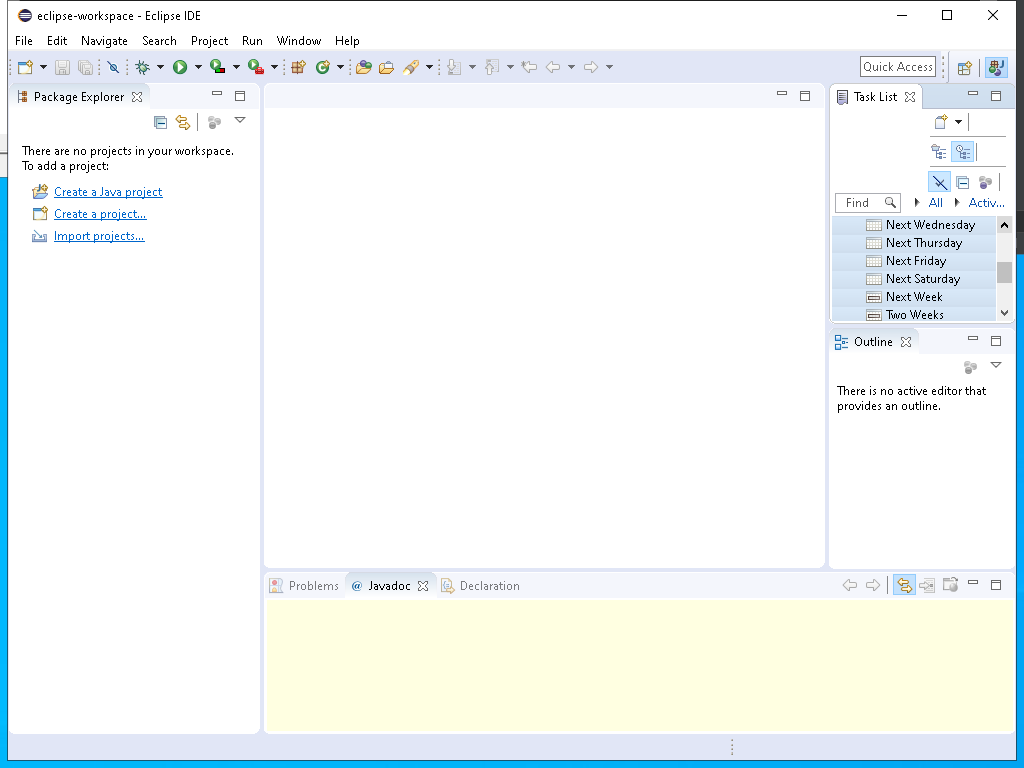 eclipse-workspace - Eclipse IDE
File Edit Navigate Search Project Run Window Help
Quick Access
Package Explorer
There are no projects in your workspace.
To add a project:
Create a Java project
Create a project...
Import projects...
Task List
Find All Activ...
Next Wednesday
Next Thursday
Next Friday
Next Saturday
Next Week
Two Weeks
Outline
There is no active editor that
provides an outline.
Problems @ Javadoc Declaration